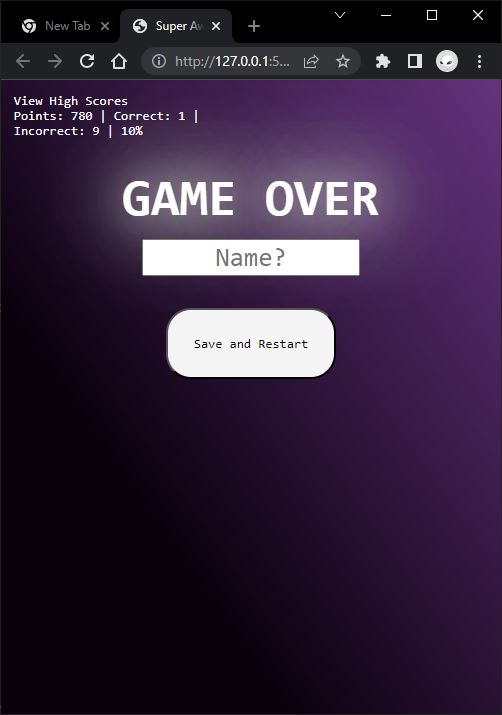 New Tab
Super Aw
http://127.0.0.1:5...
View High Scores
Points: 780 | Correct: 1 |
Incorrect: 9 | 10%
GAME OVER
Name?
Save and Restart